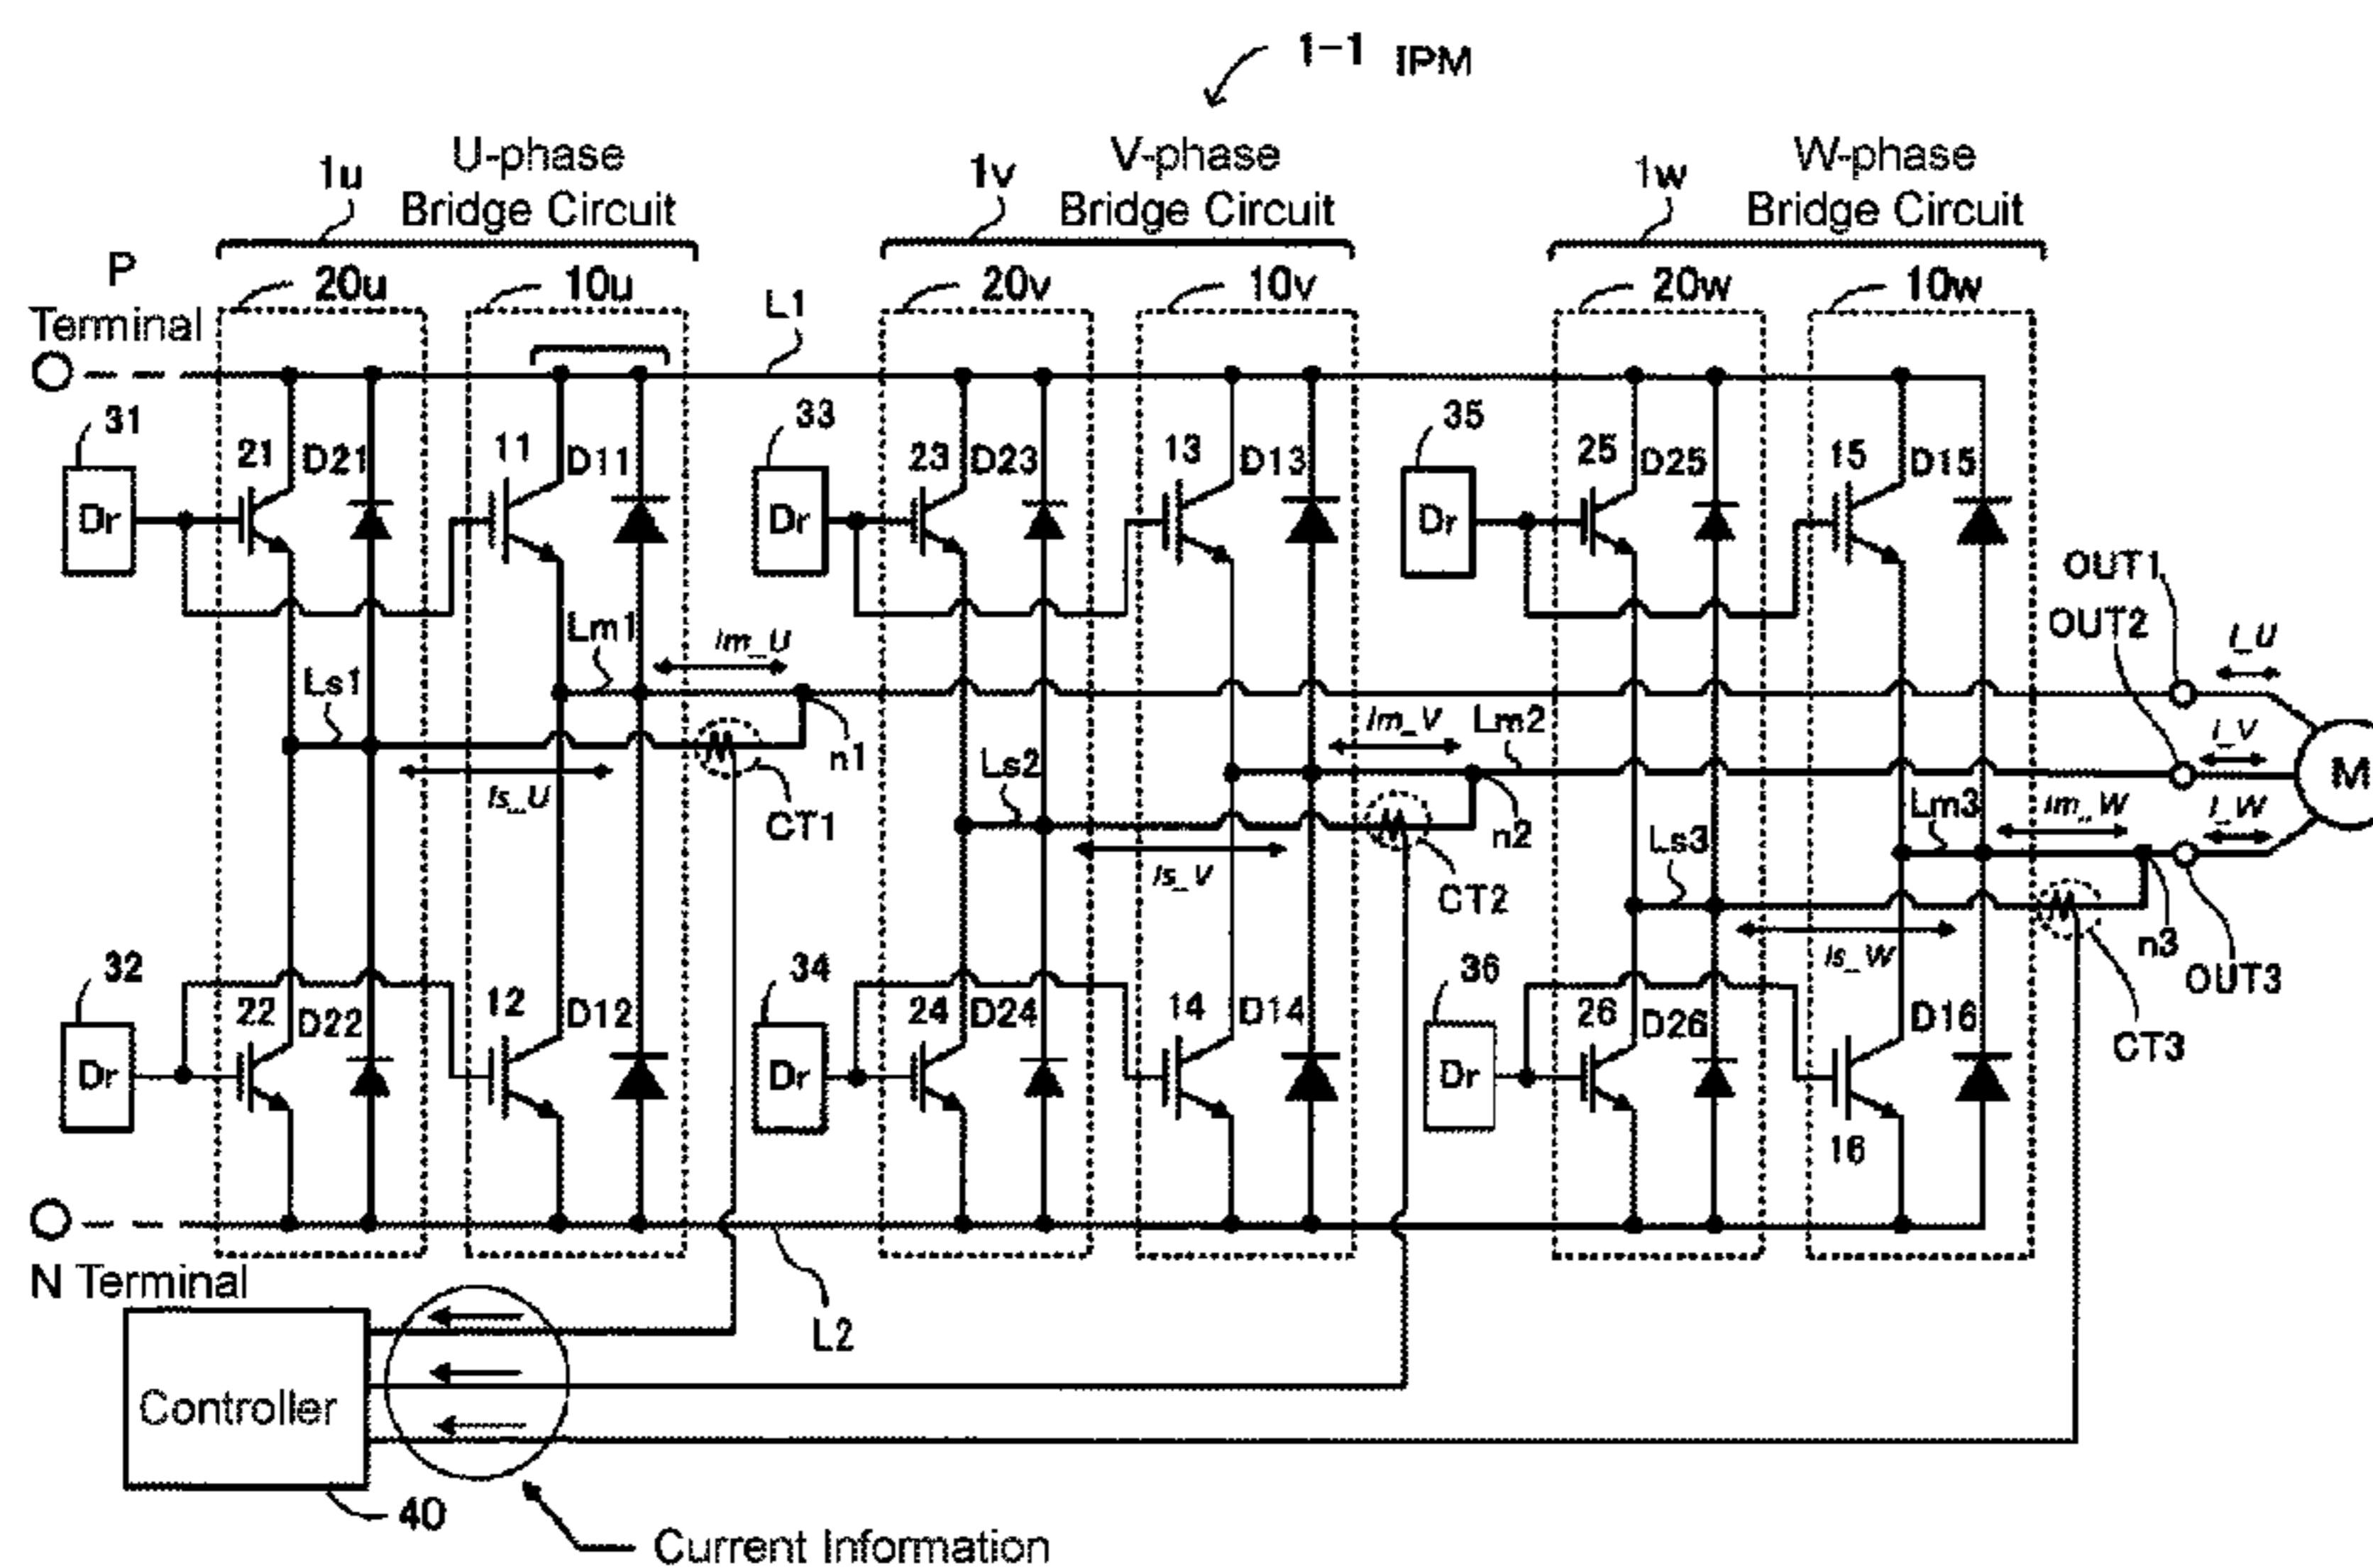 1-1 IPM
U-phase
Bridge Circuit
1u
V-phase
Bridge Circuit
1v
W-phase
Bridge Circuit
1w
P
Terminal
20u
10u
L1
20v
10v
20w
10w
31
Dr
21
D21
11
D11
33
Dr
23
D23
13
D13
35
Dr
25
D25
15
D15
OUT1
OUT2
I_U
Lm1
Im_U
Ls1
n1
Is_U
CT1
Im_V
Lm2
Ls2
n2
Is_V
CT2
I_V
M
I_W
Lm3
Im_W
Ls3
Is_W
n3
OUT3
CT3
32
Dr
22
D22
12
D12
34
Dr
24
D24
14
D14
36
Dr
26
D26
16
D16
N Terminal
L2
Controller
40
Current Information